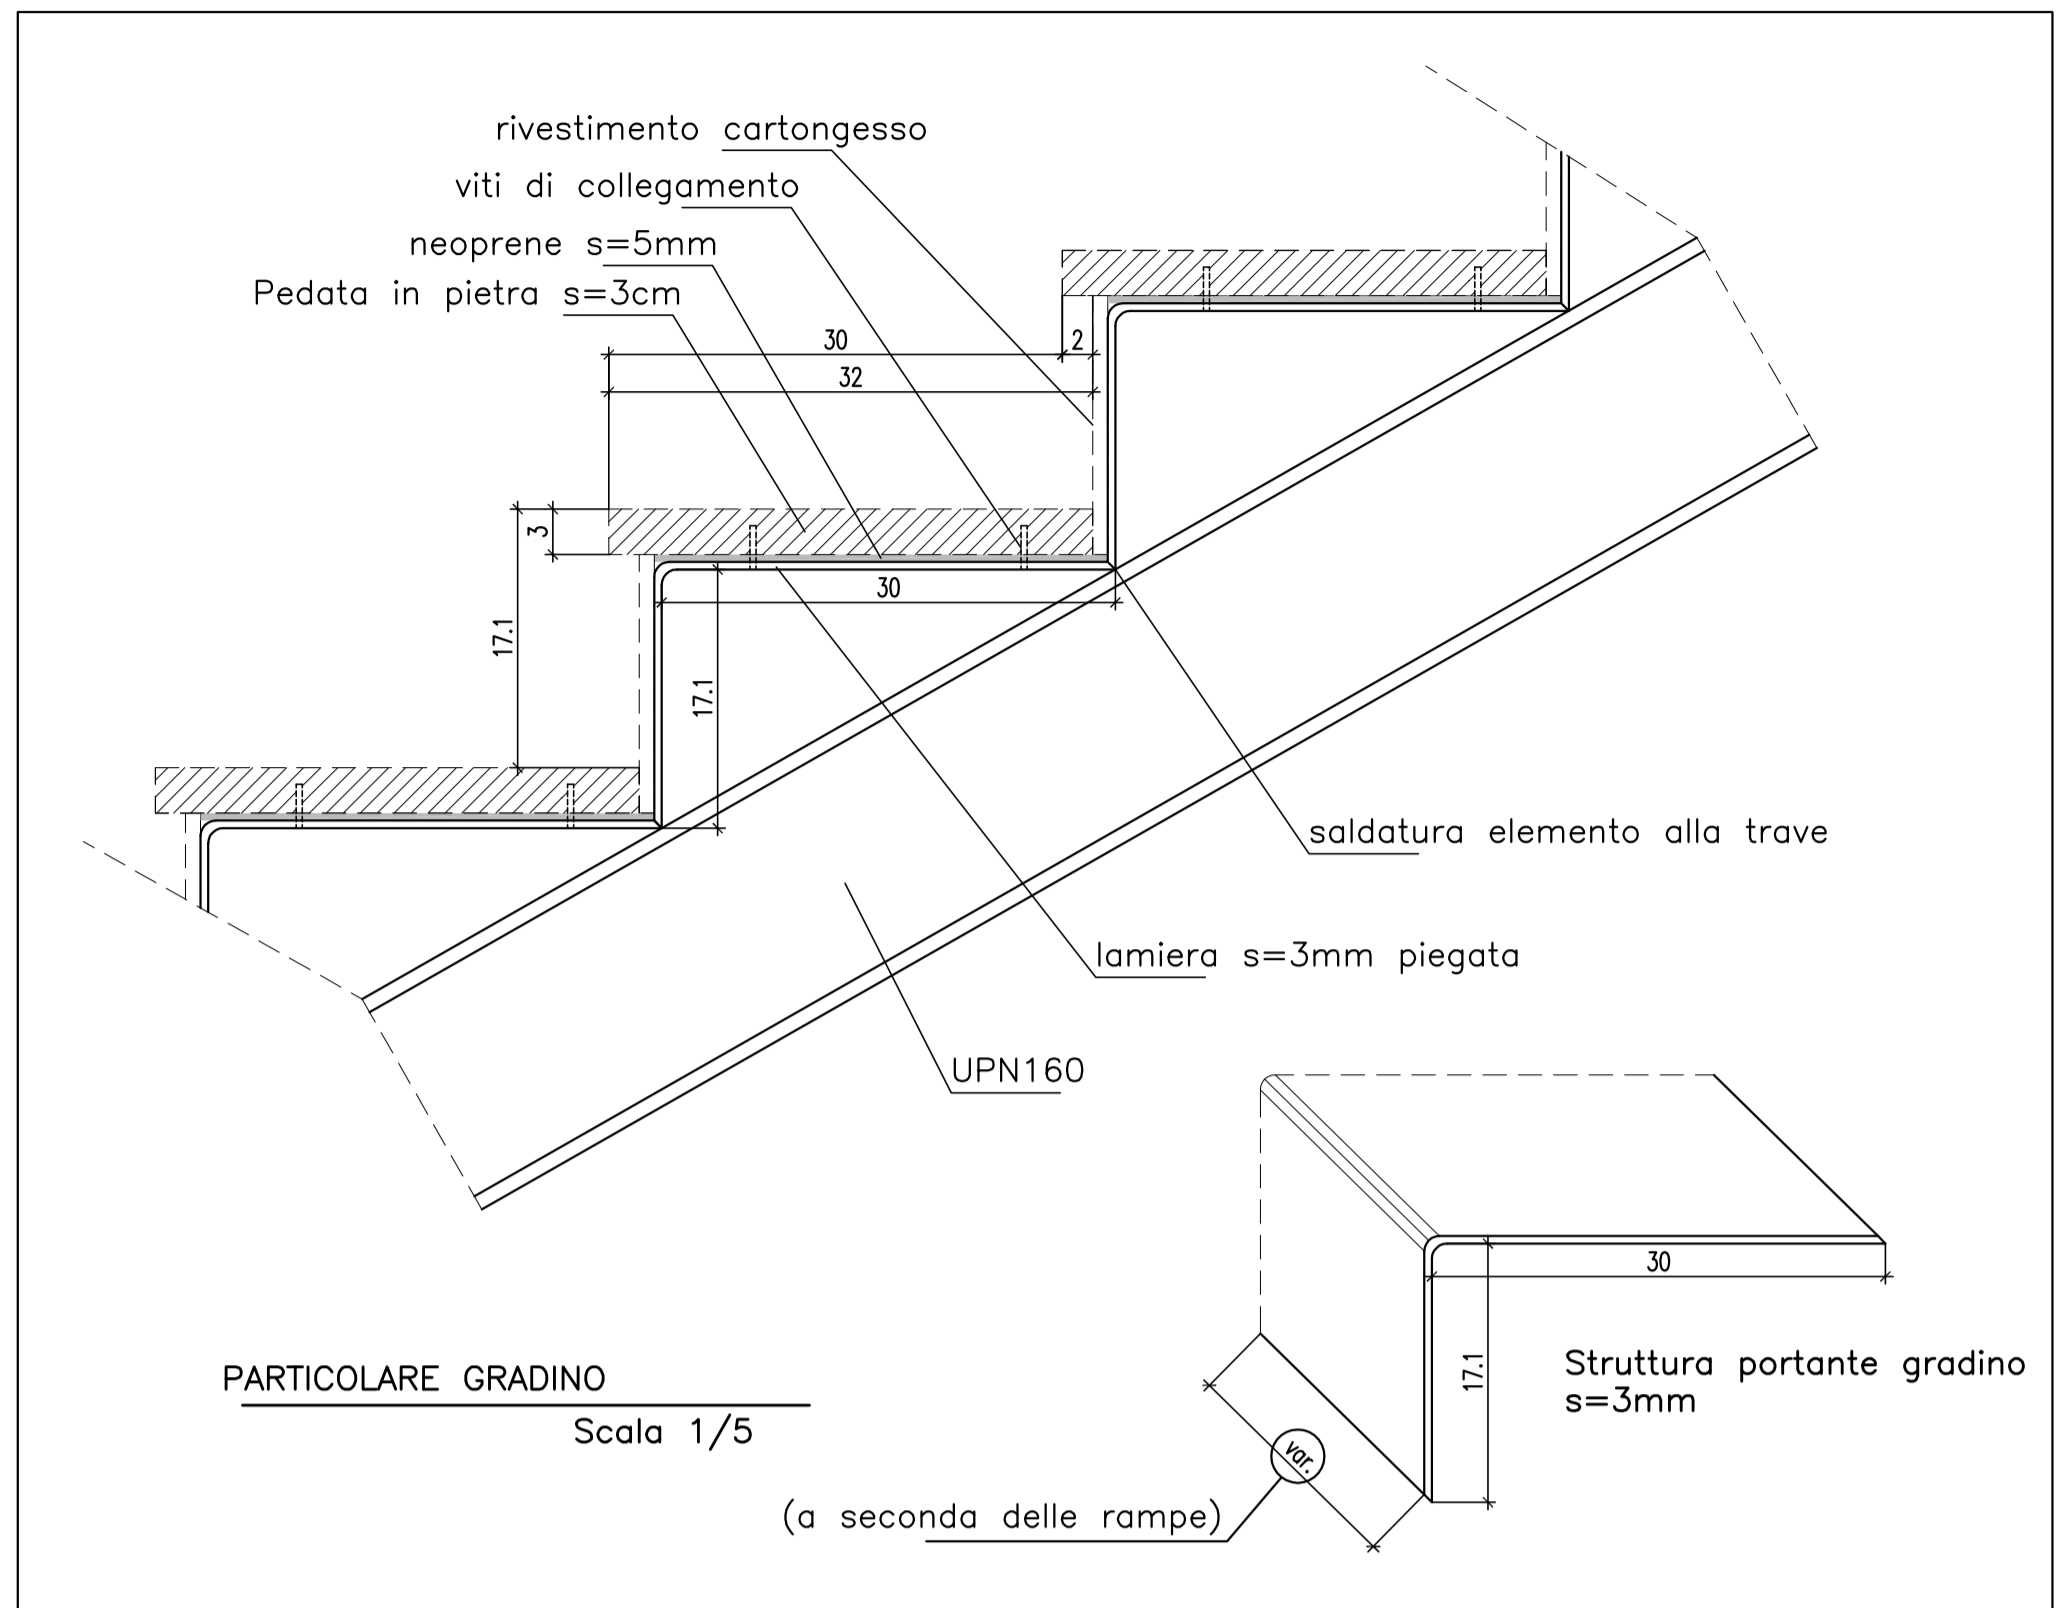 rivestimento cartongesso
viti di collegamento
neoprene s=5mm
Pedata in pietra s=3cm
30
2
32
3
30
17.1
17.1
saldatura elemento alla trave
lamiera s=3mm piegata
UPN160
30
17.1
Struttura portante gradino
s=3mm
PARTICOLARE GRADINO
Scala 1/5
var.
(a seconda delle rampe)